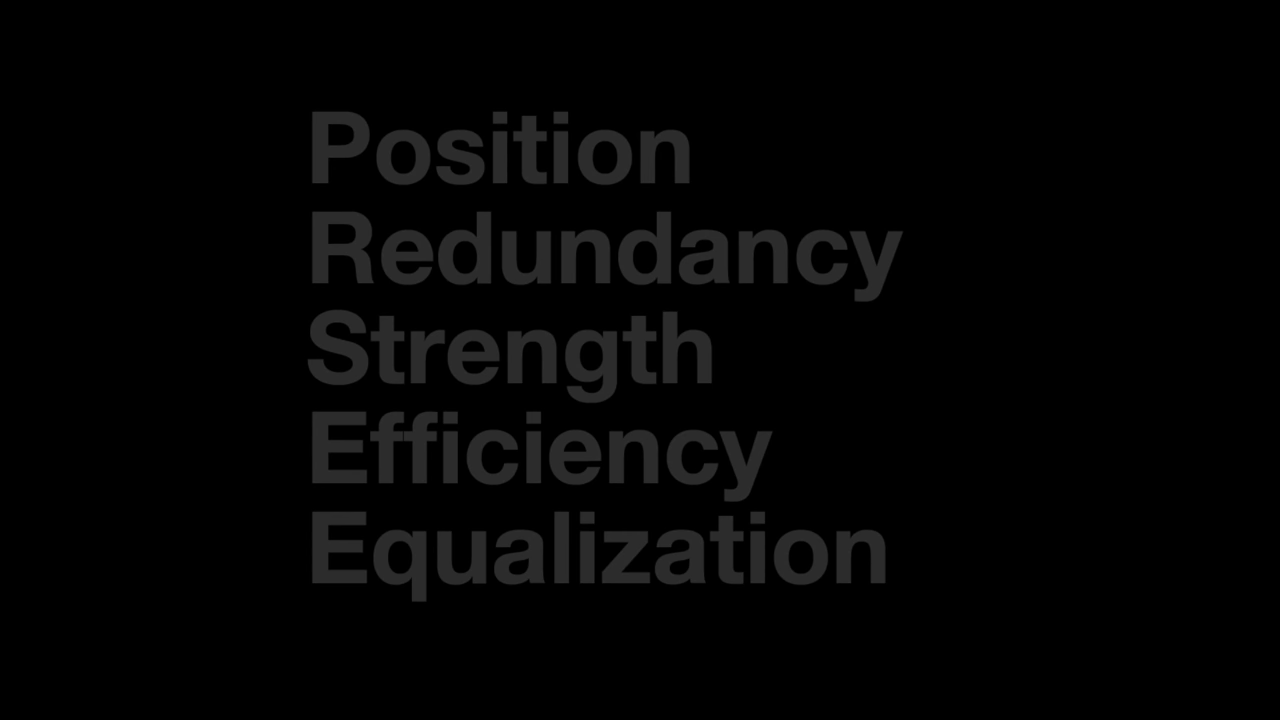 Position
Redundancy
Strength
Efficiency
Equalization